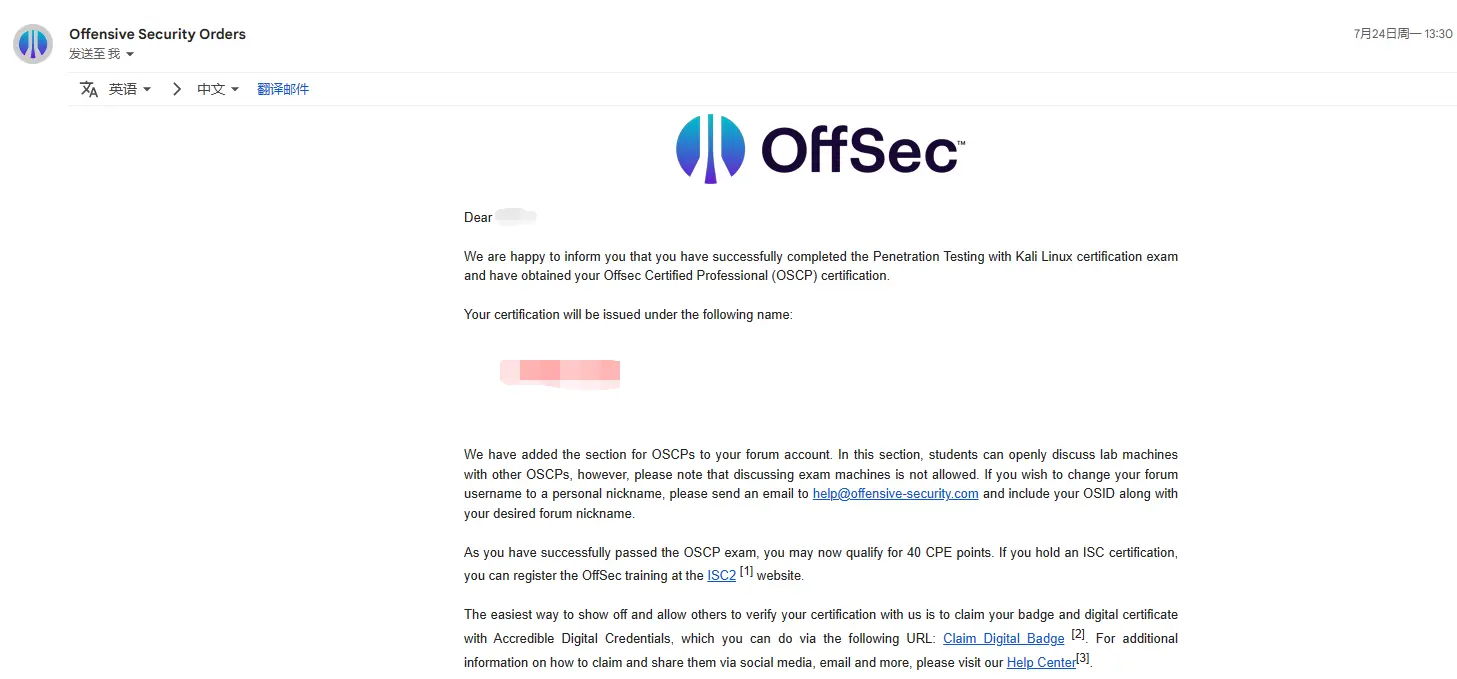 Offensive Security Orders
7月24日周一 13:30
发送至 我
英语 中文 翻译邮件
OffSec™
Dear
We are happy to inform you that you have successfully completed the Penetration Testing with Kali Linux certification exam
and have obtained your Offsec Certified Professional (OSCP) certification.
Your certification will be issued under the following name:
We have added the section for OSCPs to your forum account. In this section, students can openly discuss lab machines
with other OSCPs, however, please note that discussing exam machines is not allowed. If you wish to change your forum
username to a personal nickname, please send an email to help@offensive-security.com and include your OSID along with
your desired forum nickname.
As you have successfully passed the OSCP exam, you may now qualify for 40 CPE points. If you hold an ISC certification,
you can register the OffSec training at the ISC2 [1] website.
The easiest way to show off and allow others to verify your certification with us is to claim your badge and digital certificate
with Accredible Digital Credentials, which you can do via the following URL: Claim Digital Badge [2]. For additional
information on how to claim and share them via social media, email and more, please visit our Help Center[3].